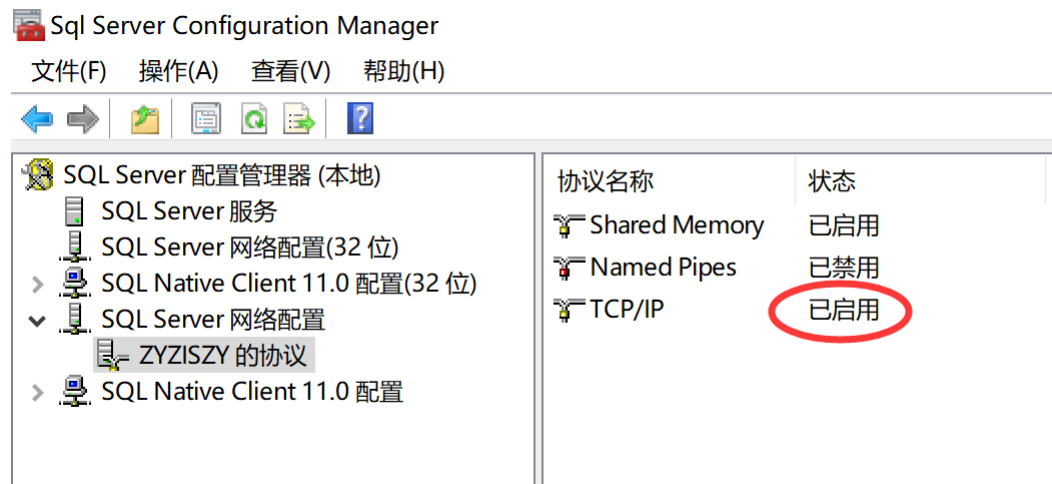 Sql Server Configuration Manager
文件(F) 操作(A) 查看(V) 帮助(H)
SQL Server 配置管理器 (本地)
SQL Server 服务
SQL Server 网络配置(32 位)
SQL Native Client 11.0 配置(32 位)
SQL Server 网络配置
ZYZISZY 的协议
SQL Native Client 11.0 配置
协议名称 状态
Shared Memory 已启用
Named Pipes 已禁用
TCP/IP 已启用